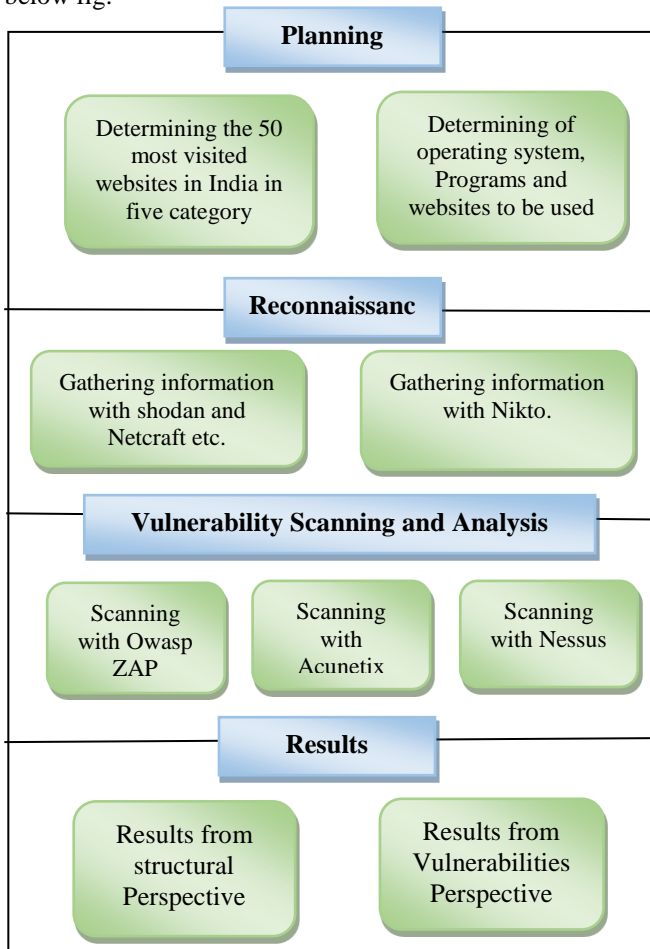 below fig:
Planning
Determining the 50
most visited
websites in India in
five category
Determining of
operating system,
Programs and
websites to be used
Reconnaissanc
Gathering information
with shodan and
Netcraft etc.
Gathering information
with Nikto.
Vulnerability Scanning and Analysis
Scanning
with Owasp
ZAP
Scanning
with
Acunetix
Scanning
with Nessus
Results
Results from
structural
Perspective
Results from
Vulnerabilities
Perspective